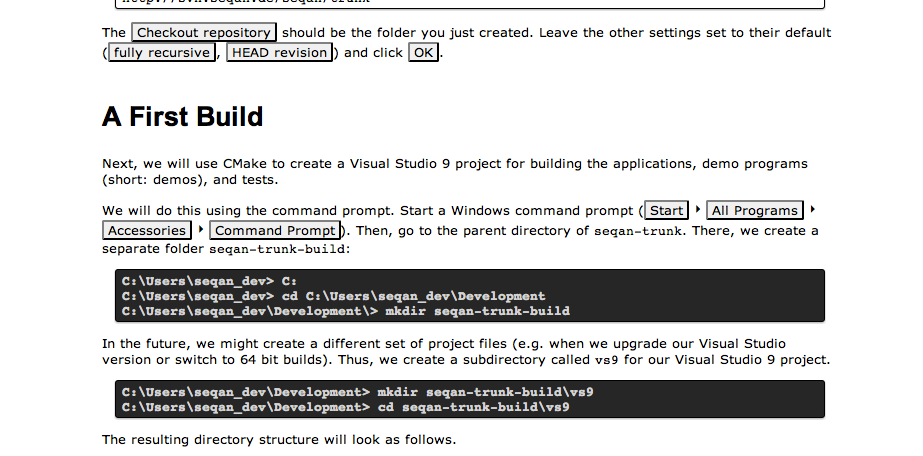 The Checkout repository should be the folder you just created. Leave the other settings set to their default
(fully recursive, HEAD revision) and click OK.
A First Build
Next, we will use CMake to create a Visual Studio 9 project for building the applications, demo programs
(short: demos), and tests.
We will do this using the command prompt. Start a Windows command prompt (Start ‣ All Programs ‣
Accessories ‣ Command Prompt). Then, go to the parent directory of seqan-trunk. There, we create a
separate folder seqan-trunk-build:
C:\Users\seqan_dev> C:
C:\Users\seqan_dev> cd C:\Users\seqan_dev\Development
C:\Users\seqan_dev\Development\> mkdir seqan-trunk-build
In the future, we might create a different set of project files (e.g. when we upgrade our Visual Studio
version or switch to 64 bit builds). Thus, we create a subdirectory called vs9 for our Visual Studio 9 project.
C:\Users\seqan_dev\Development> mkdir seqan-trunk-build\vs9
C:\Users\seqan_dev\Development> cd seqan-trunk-build\vs9
The resulting directory structure will look as follows.